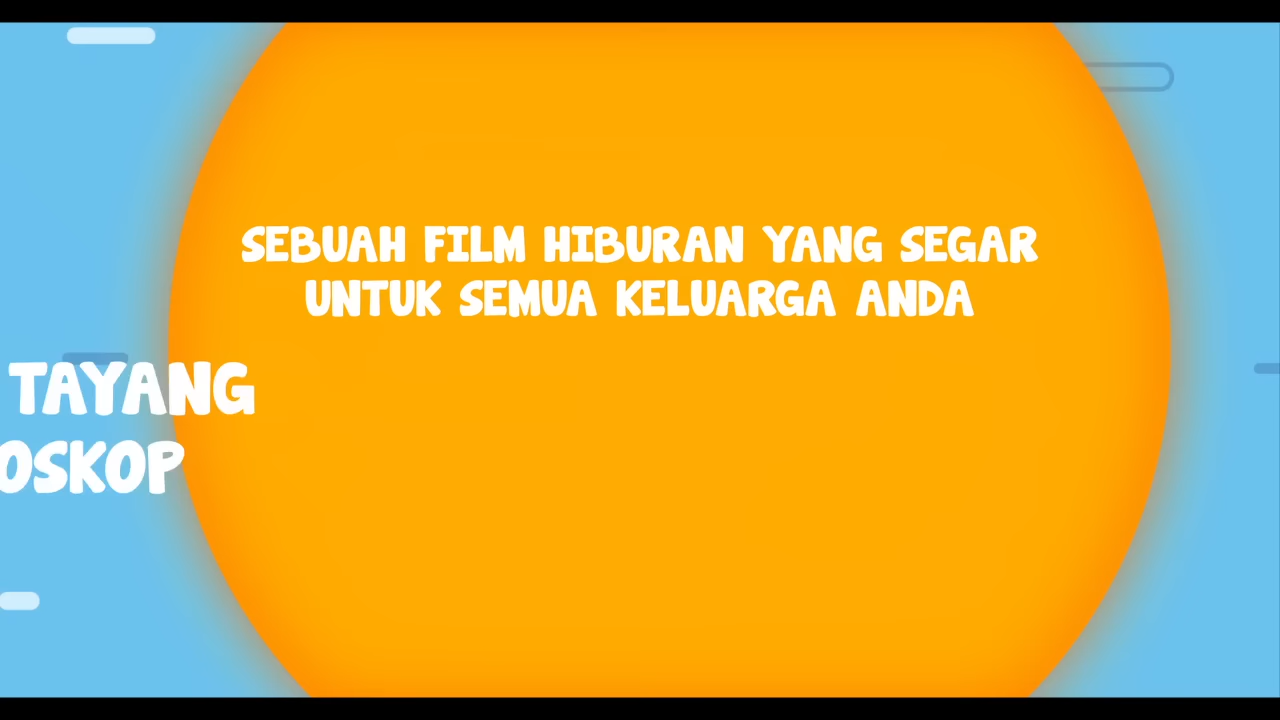 SEBUAH FILM HIBURAN YANG SEGAR
UNTUK SEMUA KELUARGA ANDA
TAYANG
OSKOP